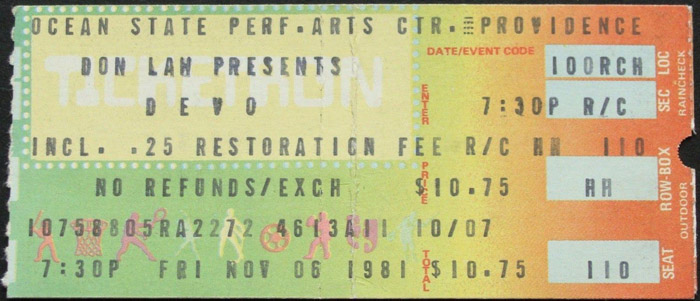 OCEAN STATE PERF.ARTS CTR. PROVIDENCE
DATE/EVENT CODE
DON LAW PRESENTS
100RCH
SEC LOC
RAINCHECK
TICKETRON
DEVO
ENTER
7:30P R/C
INCL. .25 RESTORATION FEE R/C HH 110
PRICE
NO REFUNDS/EXCH $10.75 HH
ROW-BOX
OUTDOOR
10758805RA2272 4613A11 10/07
TOTAL
7:30P FRI NOV 06 1981 $10.75 110
SEAT